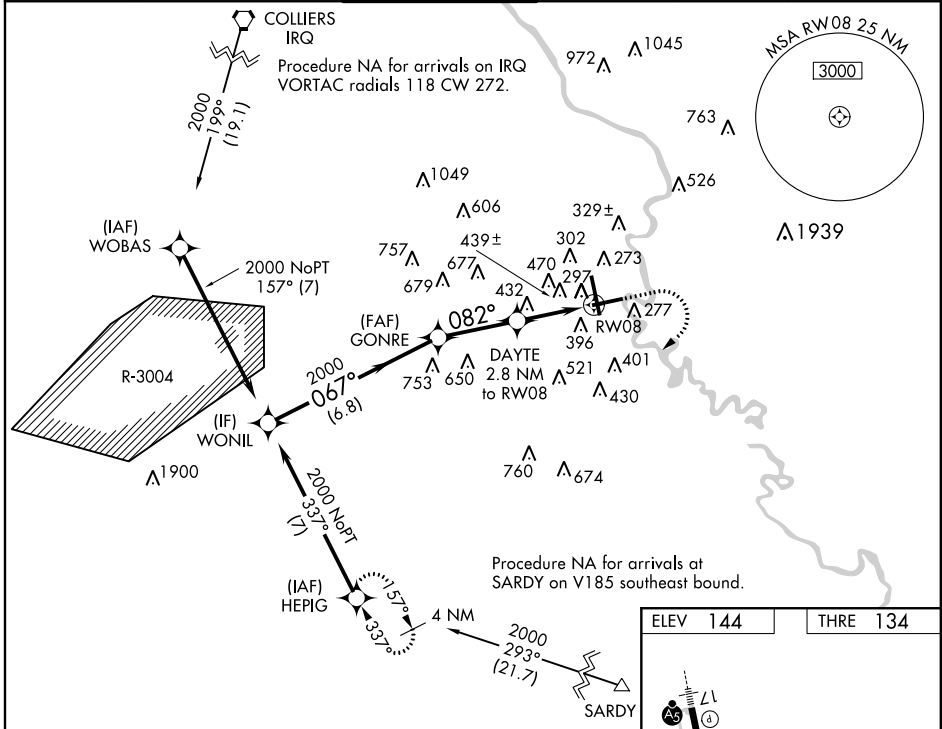 COLLIERS
IRQ
Procedure NA for arrivals on IRQ
VORTAC radials 118 CW 272.
2000
199°
(19.1)
MSA RW08 25 NM
3000
972
1045
763
526
1939
1049
606
329±
439±
302
273
757
677
679
470
297
432
277
(IAF)
WOBAS
2000 NoPT
157° (7)
R-3004
(FAF)
GONRE
082°
RW08
396
DAYTE
2.8 NM
to RW08
753
650
521
401
430
2000
067°
(6.8)
(IF)
WONIL
1900
760
674
2000 NoPT
337°
(7)
Procedure NA for arrivals at
SARDY on V185 southeast bound.
(IAF)
HEPIG
157°
337°
4 NM
2000
293°
(21.7)
SARDY
ELEV 144
THRE 134
17
A5
P